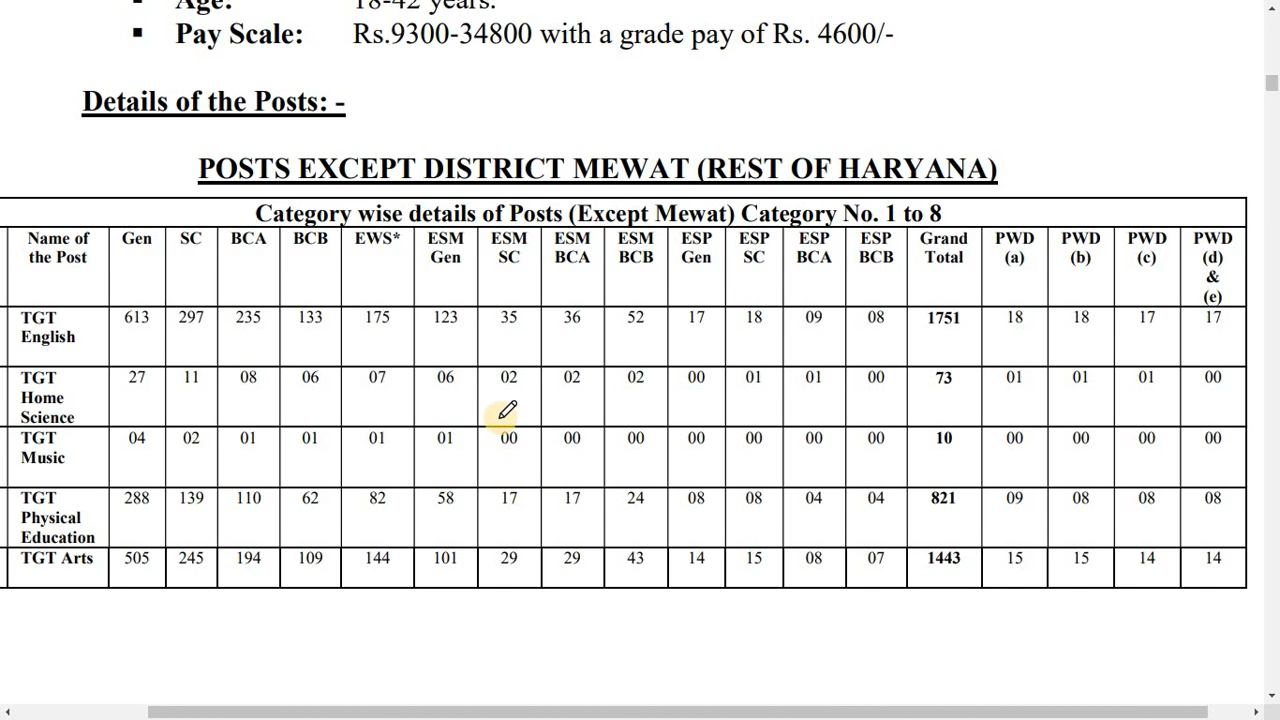 Age: 18-42 years.
▪ Pay Scale: Rs.9300-34800 with a grade pay of Rs. 4600/-
Details of the Posts: -
POSTS EXCEPT DISTRICT MEWAT (REST OF HARYANA)
Category wise details of Posts (Except Mewat) Category No. 1 to 8
Name of the Post Gen SC BCA BCB EWS* ESM Gen ESM SC ESM BCA ESM BCB ESP Gen ESP SC ESP BCA ESP BCB Grand Total PWD (a) PWD (b) PWD (c) PWD (d) & (e)
TGT English 613 297 235 133 175 123 35 36 52 17 18 09 08 1751 18 18 17 17
TGT Home Science 27 11 08 06 07 06 02 02 02 00 01 01 00 73 01 01 01 00
TGT Music 04 02 01 01 01 01 00 00 00 00 00 00 00 10 00 00 00 00
TGT Physical Education 288 139 110 62 82 58 17 17 24 08 08 04 04 821 09 08 08 08
TGT Arts 505 245 194 109 144 101 29 29 43 14 15 08 07 1443 15 15 14 14